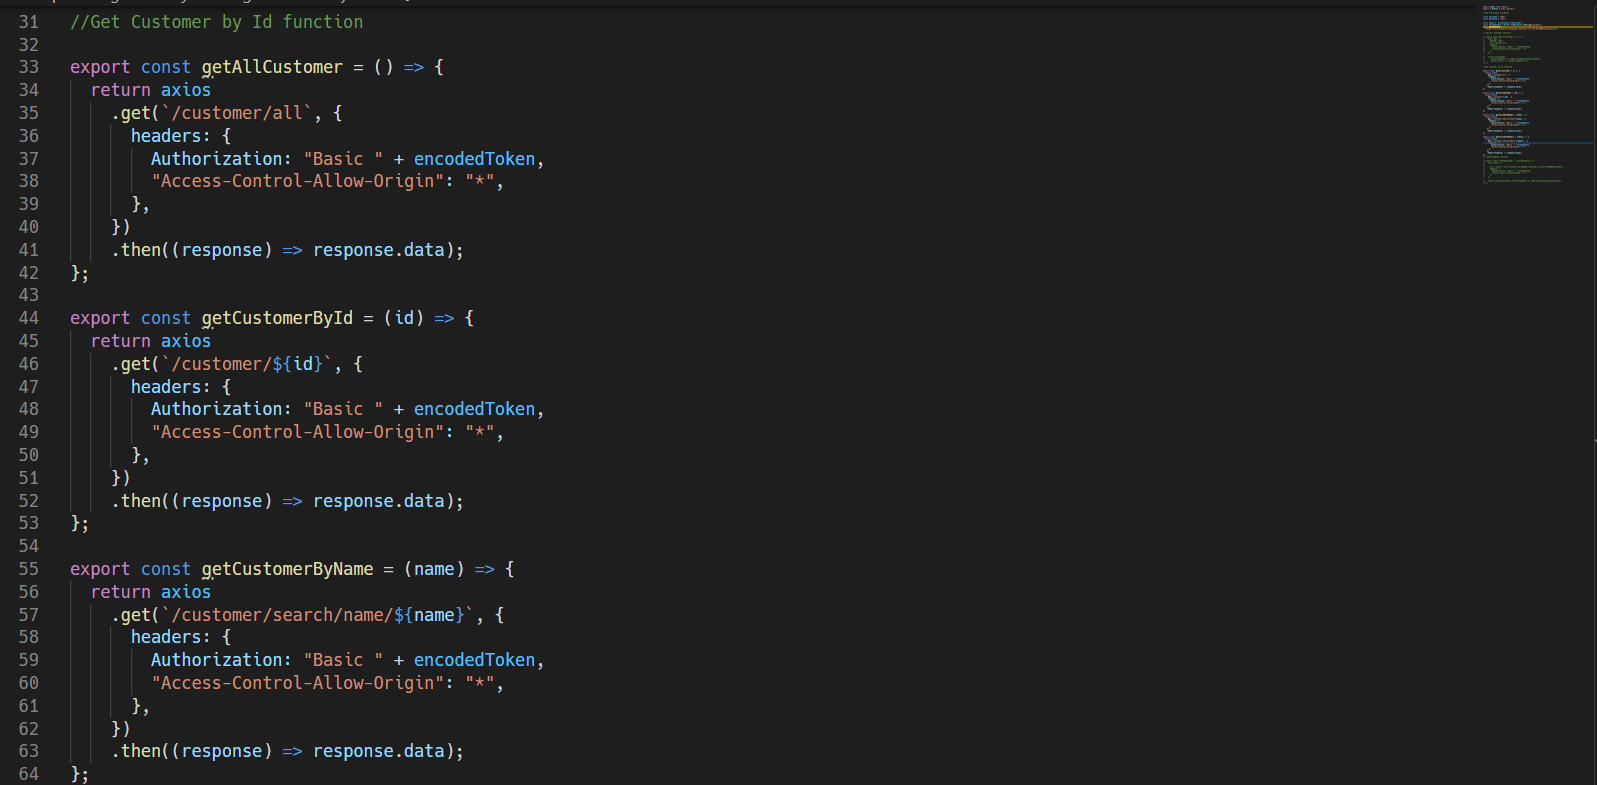 31 //Get Customer by Id function
32
33 export const getAllCustomer = () => {
34 return axios
35 .get(`/customer/all`, {
36 headers: {
37 Authorization: "Basic " + encodedToken,
38 "Access-Control-Allow-Origin": "*",
39 },
40 })
41 .then((response) => response.data);
42 };
43
44 export const getCustomerById = (id) => {
45 return axios
46 .get(`/customer/${id}`, {
47 headers: {
48 Authorization: "Basic " + encodedToken,
49 "Access-Control-Allow-Origin": "*",
50 },
51 })
52 .then((response) => response.data);
53 };
54
55 export const getCustomerByName = (name) => {
56 return axios
57 .get(`/customer/search/name/${name}`, {
58 headers: {
59 Authorization: "Basic " + encodedToken,
60 "Access-Control-Allow-Origin": "*",
61 },
62 })
63 .then((response) => response.data);
64 };